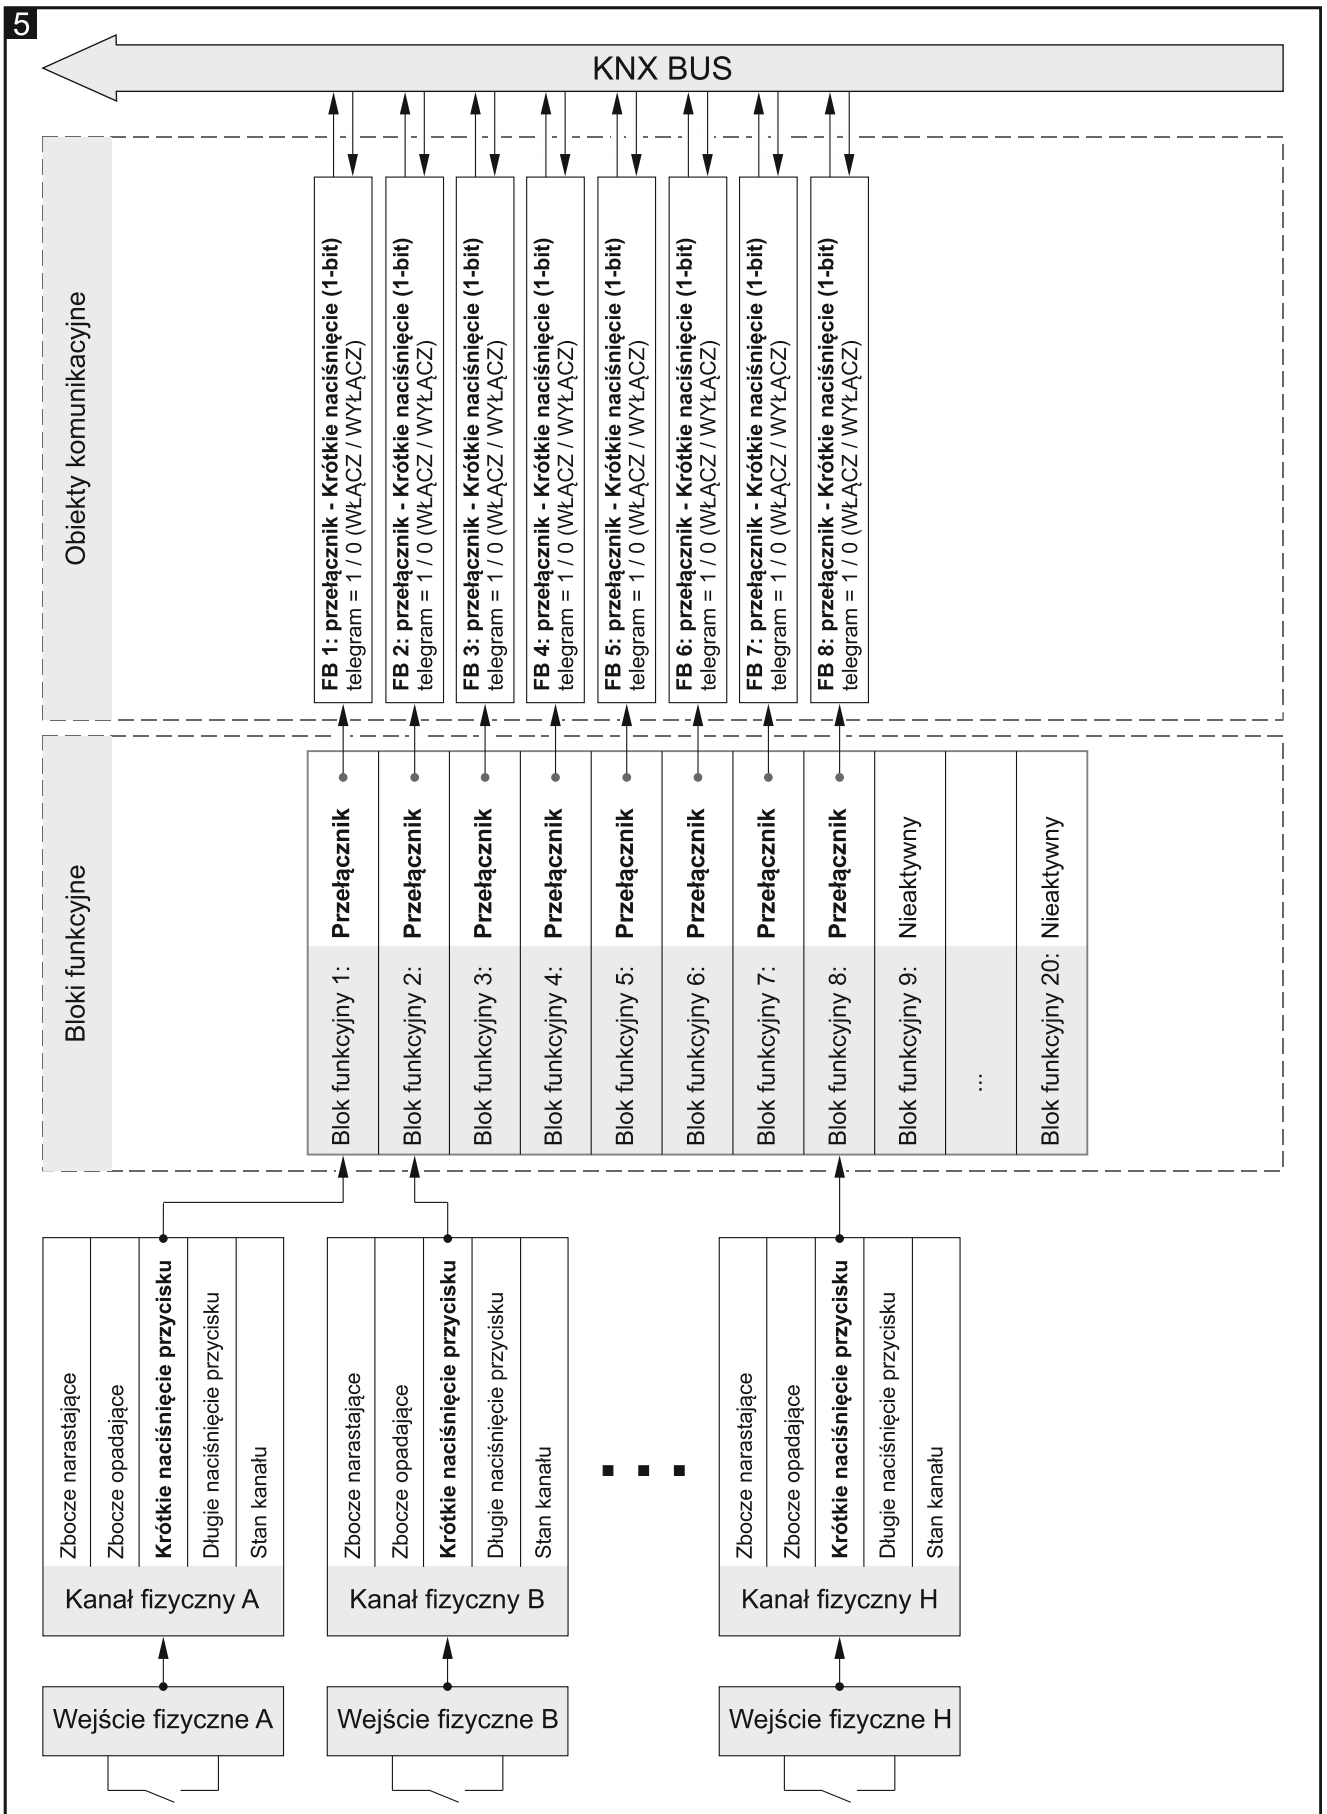 5
KNX BUS
Obiekty komunikacyjne
FB 1: przełącznik - Krótkie naciśnięcie (1-bit)
telegram = 1 / 0 (WŁĄCZ / WYŁĄCZ)
FB 2: przełącznik - Krótkie naciśnięcie (1-bit)
telegram = 1 / 0 (WŁĄCZ / WYŁĄCZ)
FB 3: przełącznik - Krótkie naciśnięcie (1-bit)
telegram = 1 / 0 (WŁĄCZ / WYŁĄCZ)
FB 4: przełącznik - Krótkie naciśnięcie (1-bit)
telegram = 1 / 0 (WŁĄCZ / WYŁĄCZ)
FB 5: przełącznik - Krótkie naciśnięcie (1-bit)
telegram = 1 / 0 (WŁĄCZ / WYŁĄCZ)
FB 6: przełącznik - Krótkie naciśnięcie (1-bit)
telegram = 1 / 0 (WŁĄCZ / WYŁĄCZ)
FB 7: przełącznik - Krótkie naciśnięcie (1-bit)
telegram = 1 / 0 (WŁĄCZ / WYŁĄCZ)
FB 8: przełącznik - Krótkie naciśnięcie (1-bit)
telegram = 1 / 0 (WŁĄCZ / WYŁĄCZ)
Bloki funkcyjne
Blok funkcyjny 1: Przełącznik
Blok funkcyjny 2: Przełącznik
Blok funkcyjny 3: Przełącznik
Blok funkcyjny 4: Przełącznik
Blok funkcyjny 5: Przełącznik
Blok funkcyjny 6: Przełącznik
Blok funkcyjny 7: Przełącznik
Blok funkcyjny 8: Przełącznik
Blok funkcyjny 9: Nieaktywny
...
Blok funkcyjny 20: Nieaktywny
Zbocze narastające
Zbocze opadające
Krótkie naciśnięcie przycisku
Długie naciśnięcie przycisku
Stan kanału
Kanał fizyczny A
Wejście fizyczne A
Zbocze narastające
Zbocze opadające
Krótkie naciśnięcie przycisku
Długie naciśnięcie przycisku
Stan kanału
Kanał fizyczny B
Wejście fizyczne B
Zbocze narastające
Zbocze opadające
Krótkie naciśnięcie przycisku
Długie naciśnięcie przycisku
Stan kanału
Kanał fizyczny H
Wejście fizyczne H